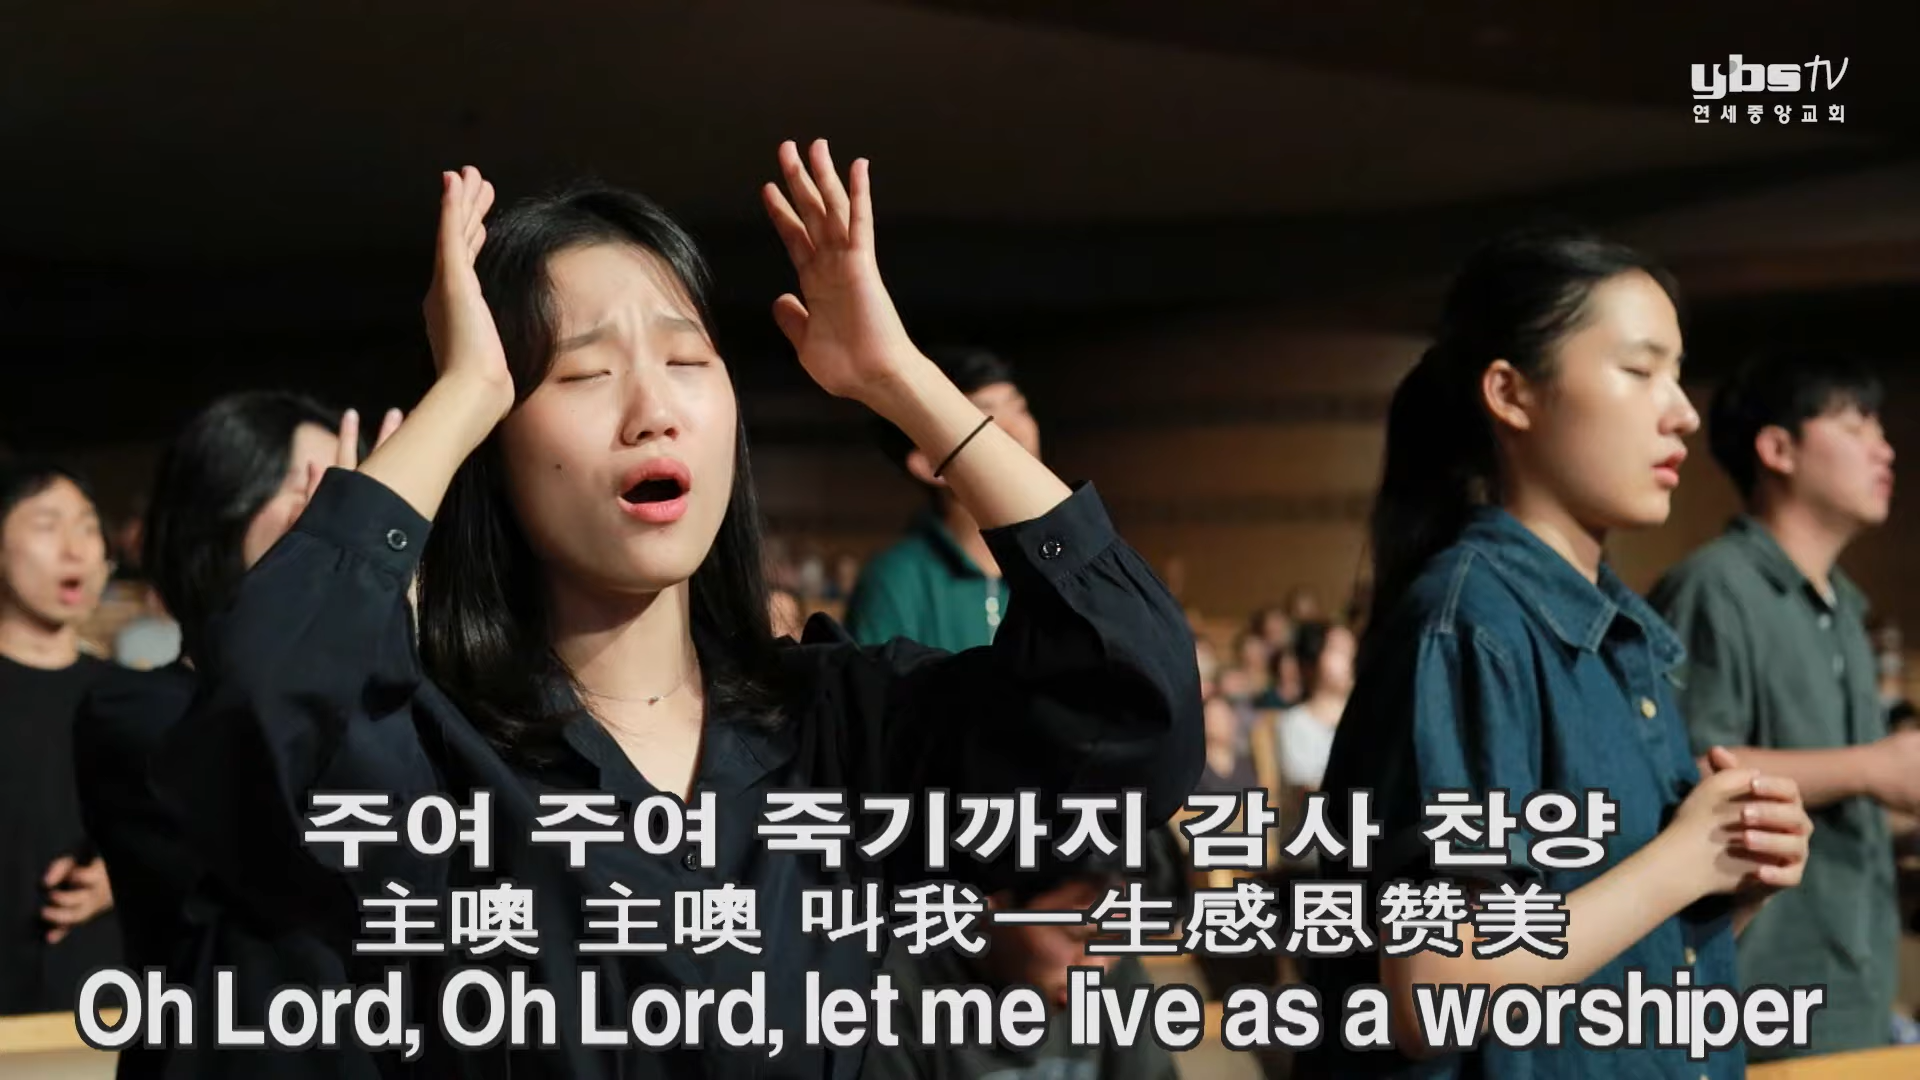 ybstv
연세중앙교회
주여 주여 죽기까지 감사 찬양
主噢 主噢 叫我一生感恩赞美
Oh Lord, Oh Lord, let me live as a worshiper